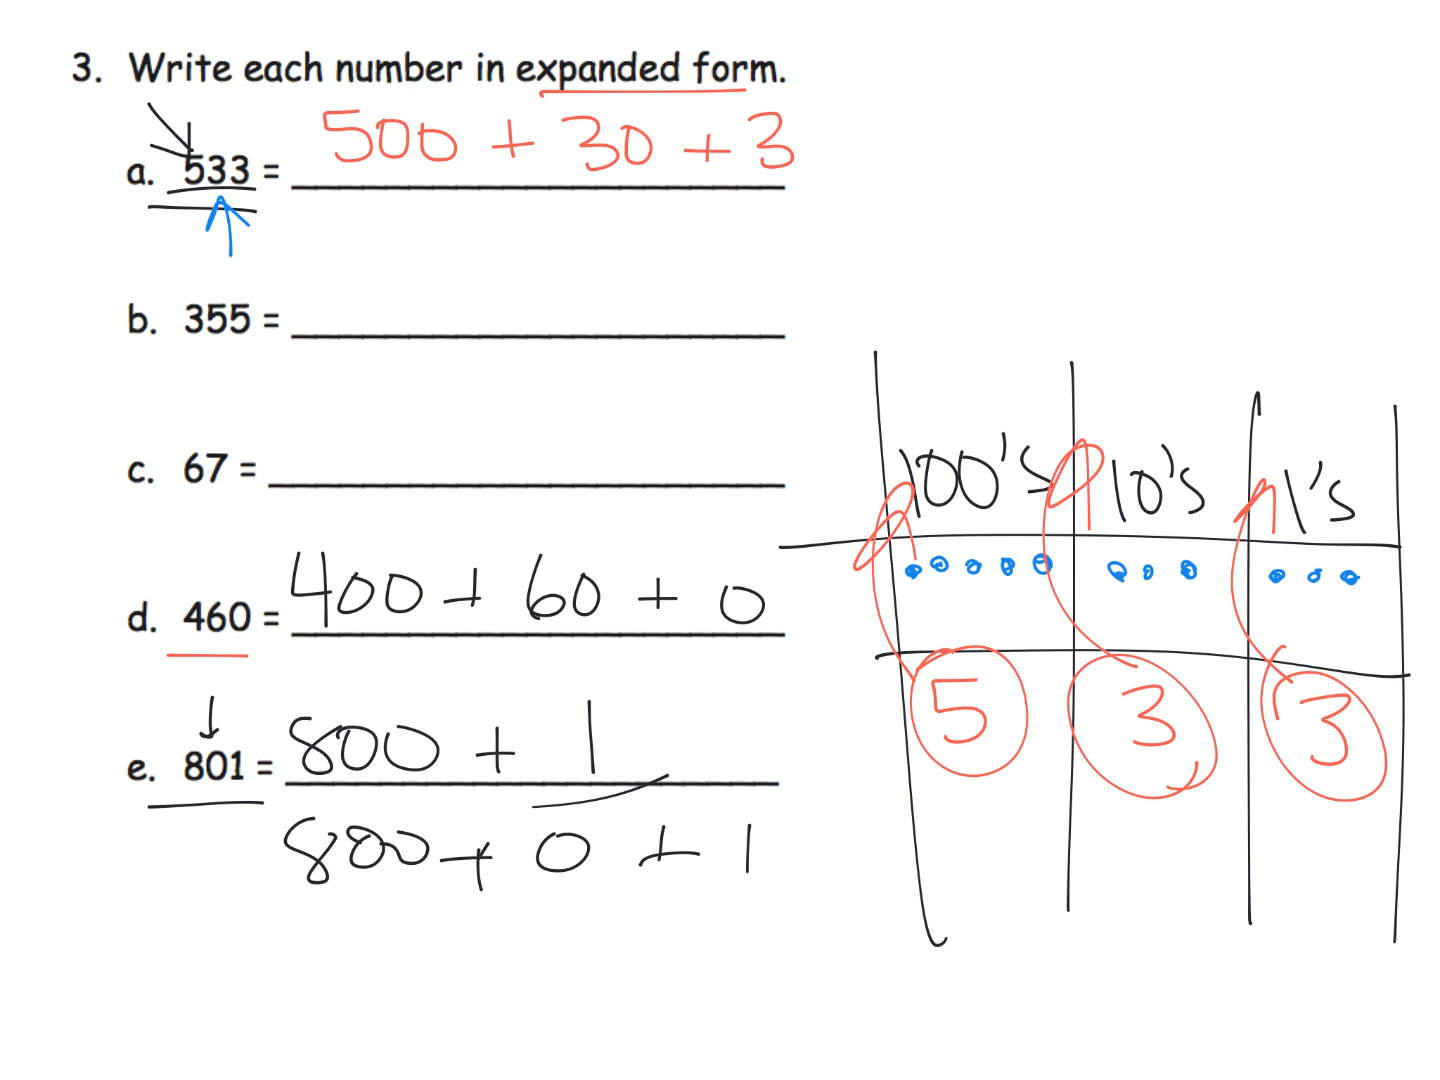 3. Write each number in expanded form.
a. 533 = 500 + 30 + 3
b. 355 =
c. 67 =
d. 460 = 400 + 60 + 0
e. 801 = 800 + 1
800 + 0 + 1
100's 10's 1's
5 3 3